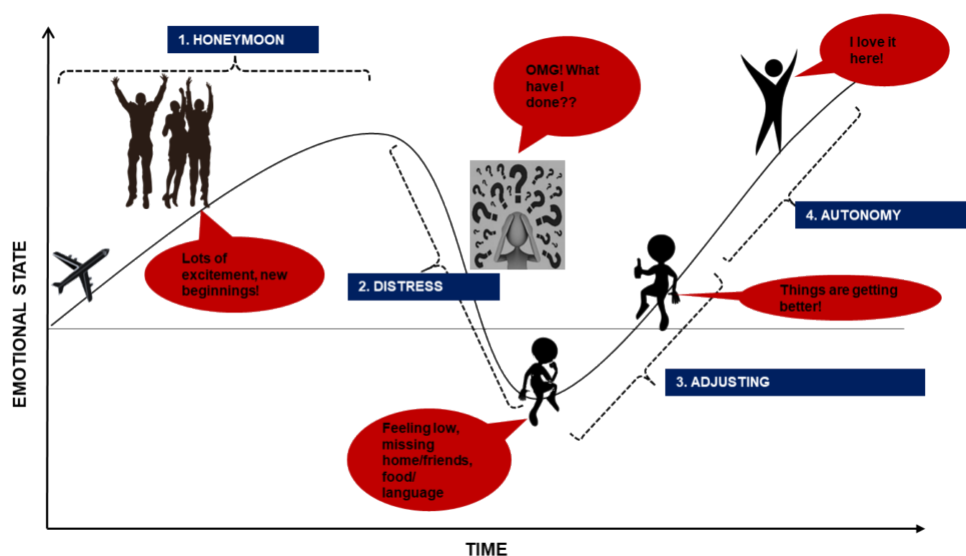 1. HONEYMOON
I love it
here!
OMG! What
have I
done??
4. AUTONOMY
Lots of
excitement, new
beginnings!
2. DISTRESS
Things are getting
better!
3. ADJUSTING
Feeling low,
missing
home/friends,
food/
language
EMOTIONAL STATE
TIME